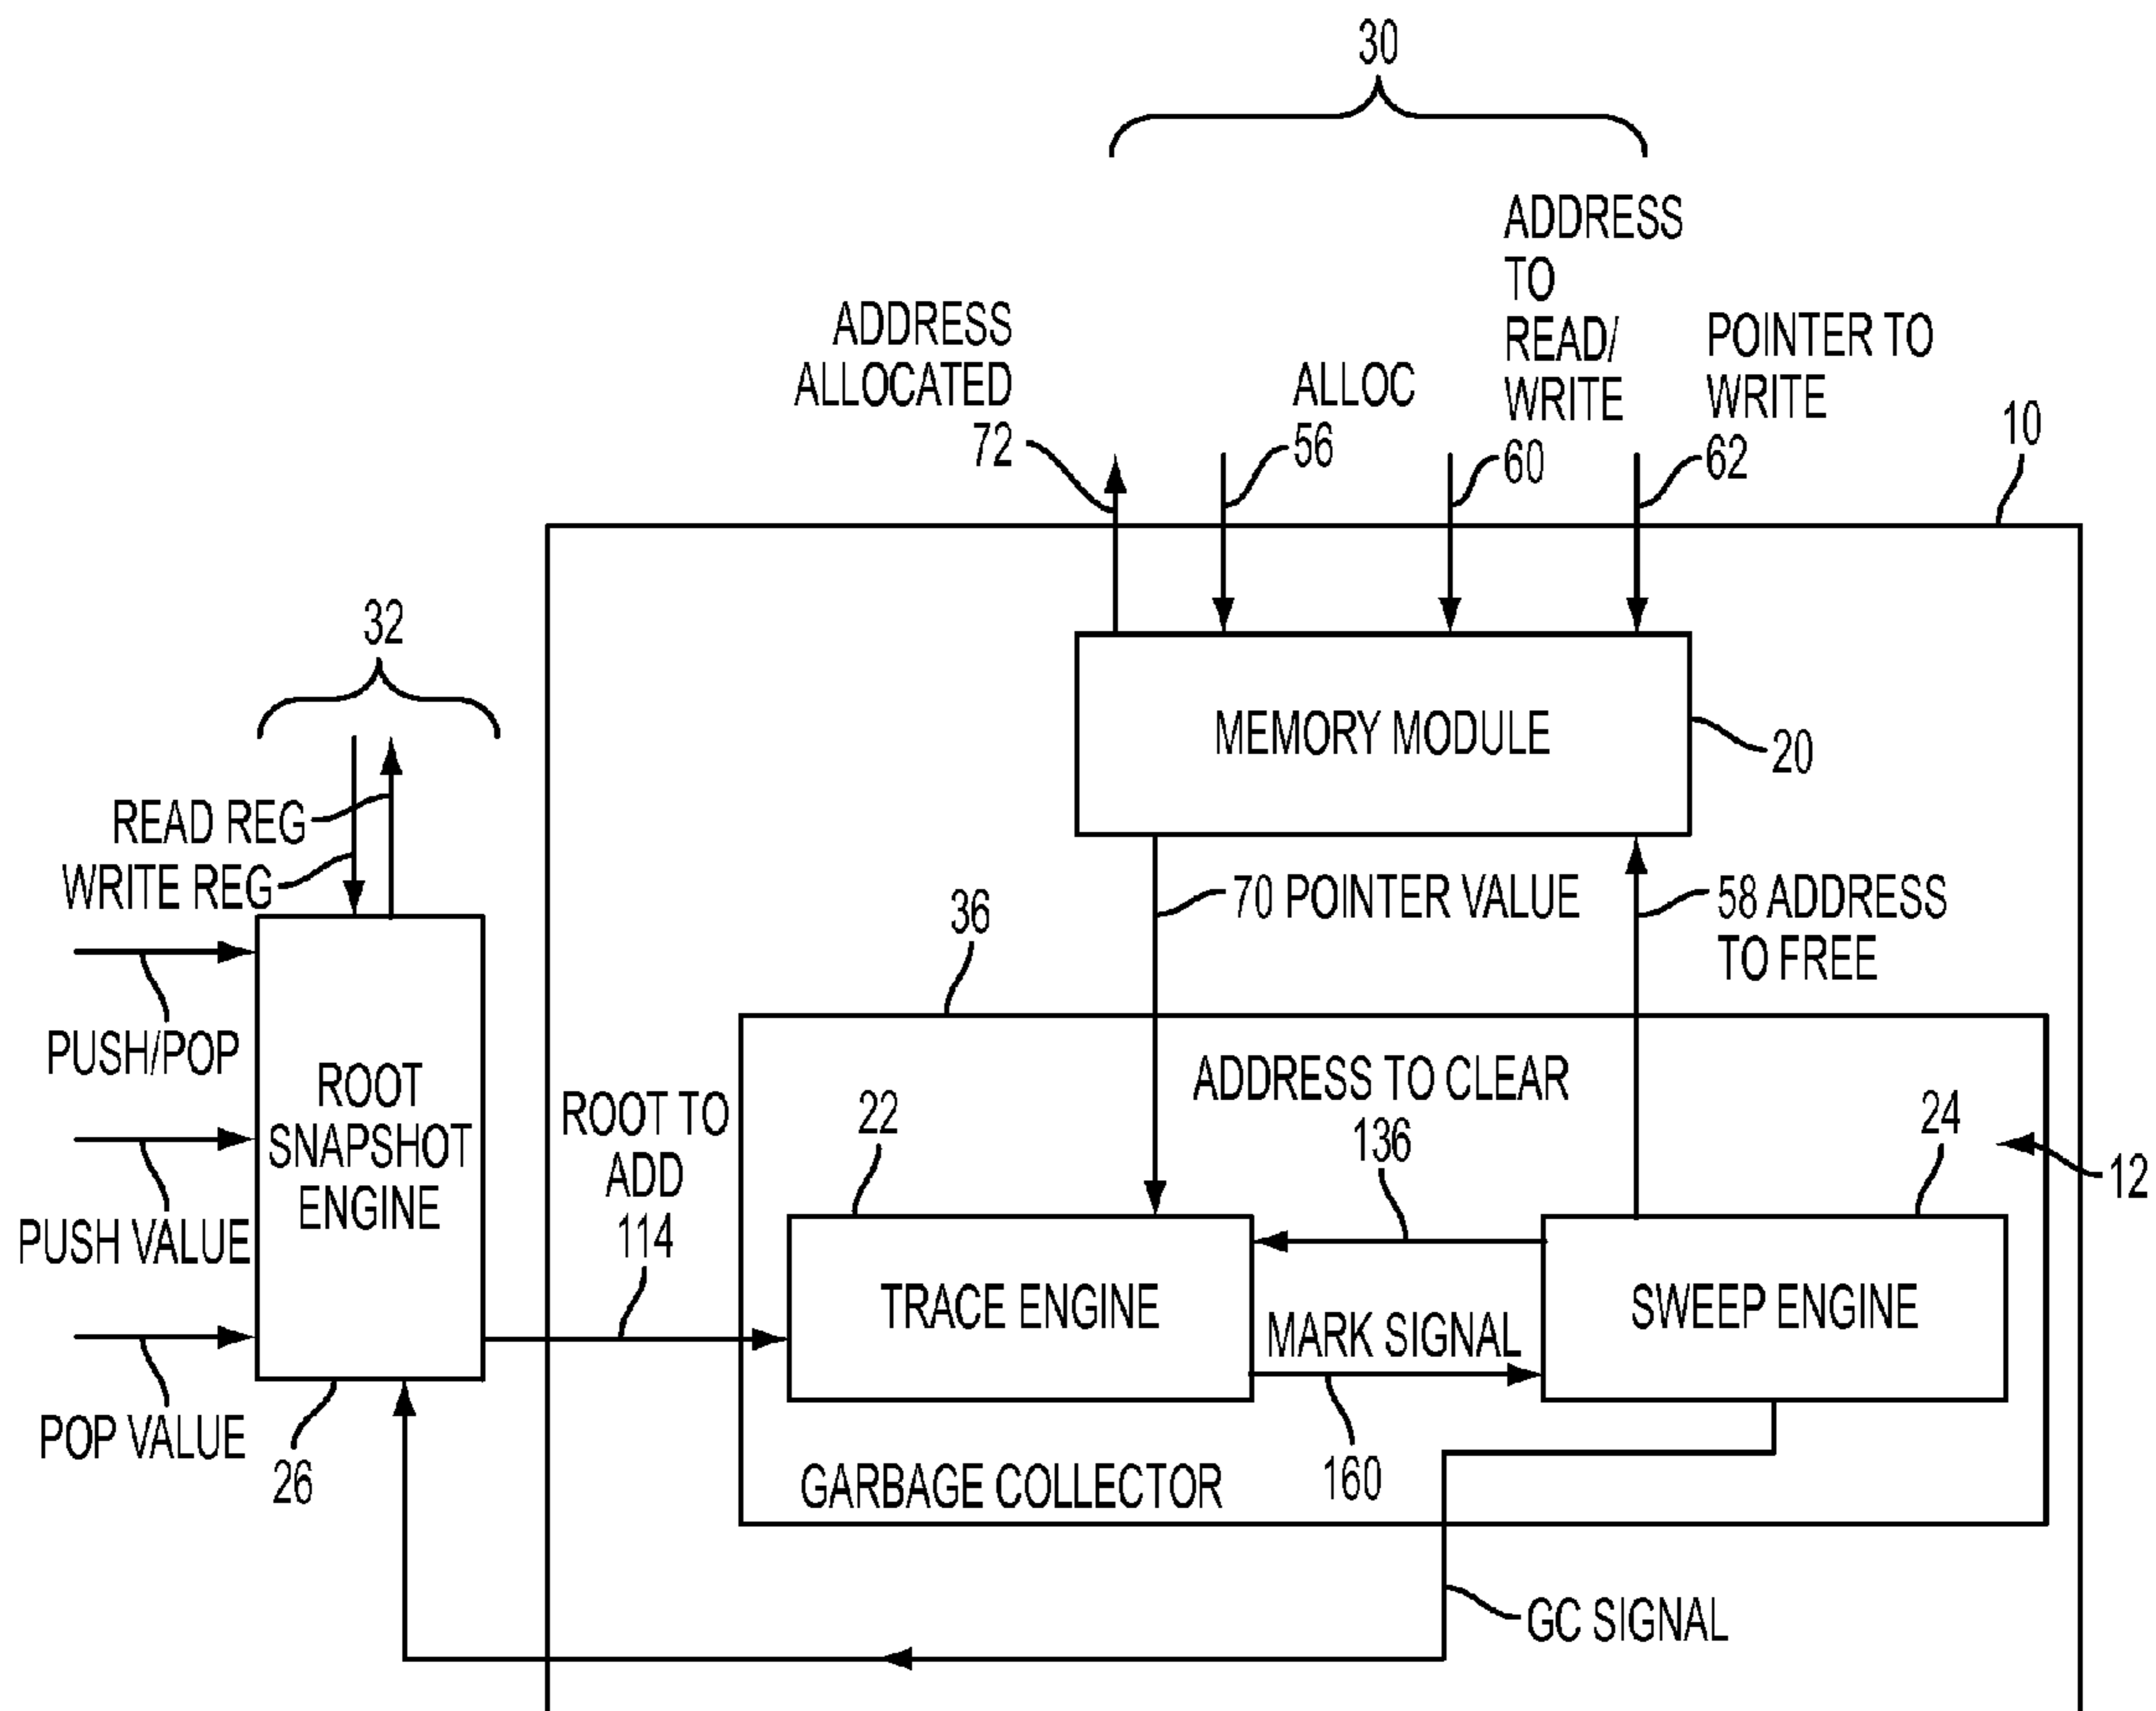 30
ADDRESS
TO
READ/
WRITE
60
ADDRESS
ALLOCATED
72
ALLOC
56
POINTER TO
WRITE
62
10
32
MEMORY MODULE
20
READ REG
WRITE REG
70 POINTER VALUE
58 ADDRESS
TO FREE
36
PUSH/POP
ROOT
SNAPSHOT
ENGINE
PUSH VALUE
POP VALUE
26
ROOT TO
ADD
114
22
ADDRESS TO CLEAR
136
24
12
TRACE ENGINE
SWEEP ENGINE
MARK SIGNAL
160
GARBAGE COLLECTOR
GC SIGNAL